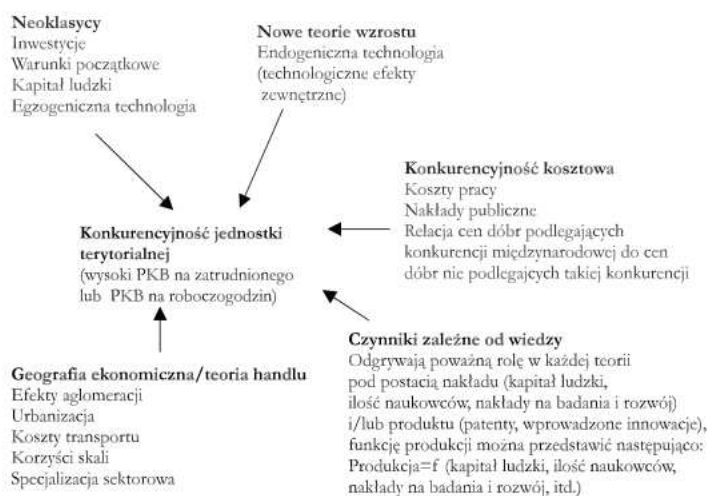 Neoklasycy
Inwestycje
Warunki początkowe
Kapitał ludzki
Egzogeniczna technologia
Nowe teorie wzrostu
Endogeniczna technologia
(technologiczne efekty
zewnętrzne)
Konkurencyjność kosztowa
Koszty pracy
Nakłady publiczne
Relacja cen dóbr podlegających
konkurencji międzynarodowej do cen
dóbr nie podlegajcych takiej konkurencji
Konkurencyjność jednostki
terytorialnej
(wysoki PKB na zatrudnionego
lub PKB na roboczogodzin)
Czynniki zależne od wiedzy
Odgrywają poważną rolę w każdej teorii
pod postacią nakładu (kapitał ludzki,
ilość naukowców, nakłady na badania i rozwój)
i/lub produktu (patenty, wprowadzone innowacje),
funkcję produkcji można przedstawić następująco:
Produkcja=f (kapitał ludzki, ilość naukowców,
nakłady na badania i rozwój, itd.)
Geografia ekonomiczna/teoria handlu
Efekty aglomeracji
Urbanizacja
Koszty transportu
Korzyści skali
Specjalizacja sektorowa